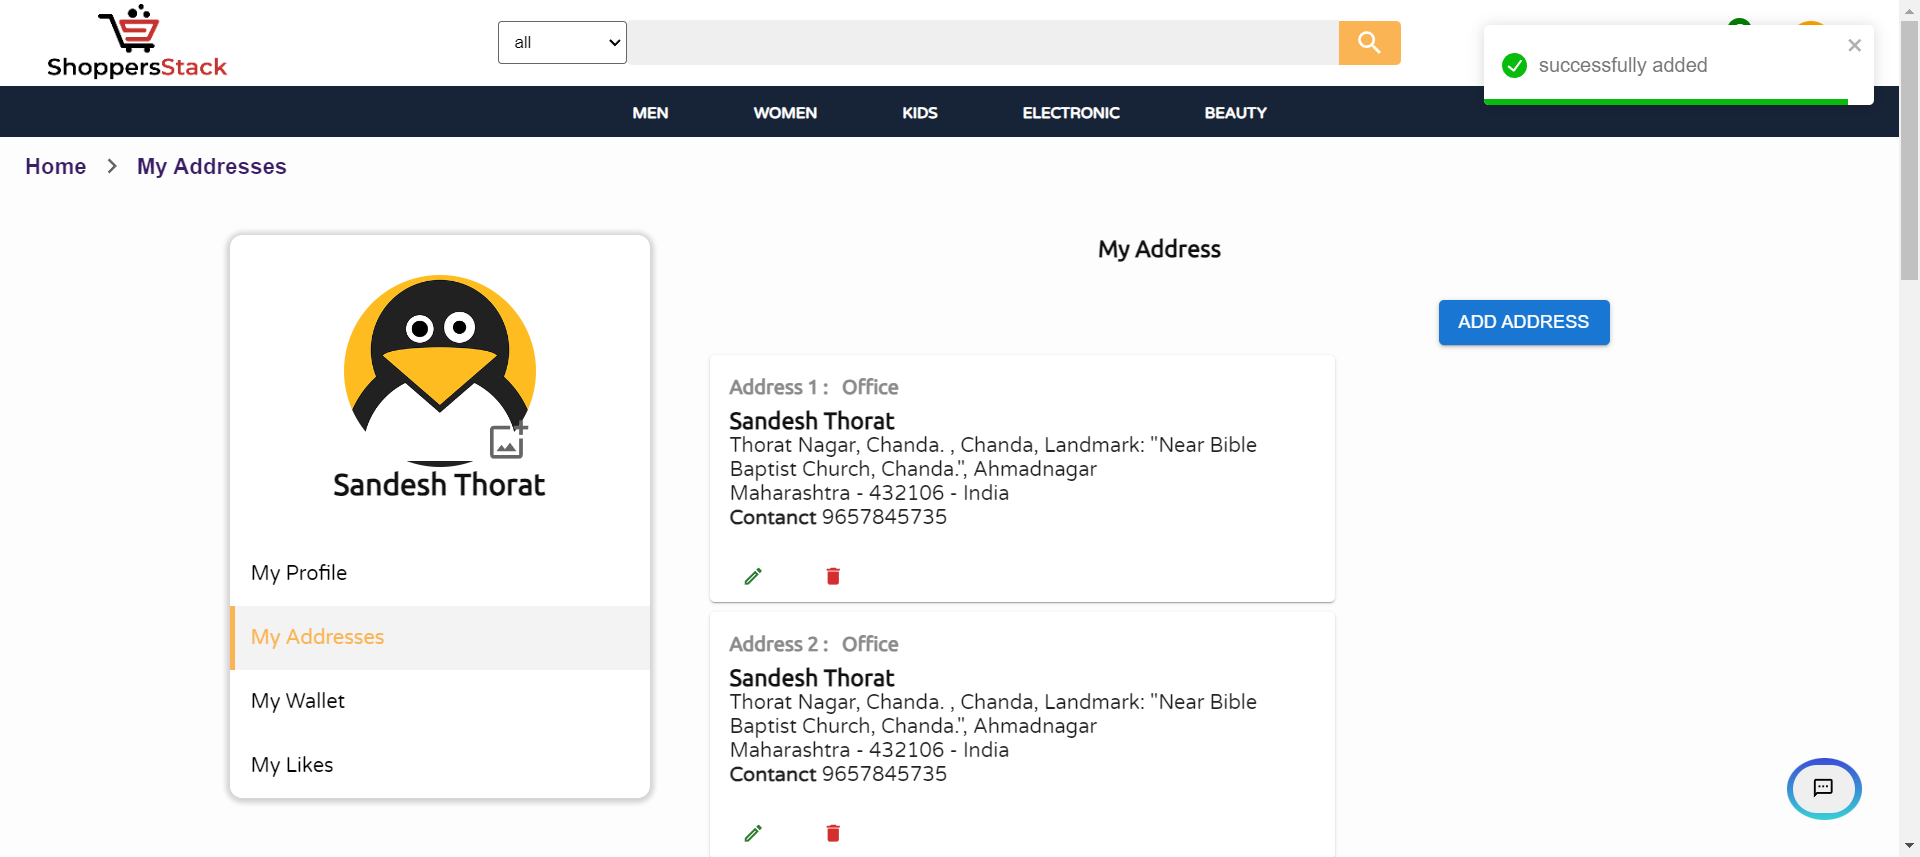 ShoppersStack
all
successfully added
MEN WOMEN KIDS ELECTRONIC BEAUTY
Home > My Addresses
Sandesh Thorat
My Profile
My Addresses
My Wallet
My Likes
My Address
ADD ADDRESS
Address 1 : Office
Sandesh Thorat
Thorat Nagar, Chanda. , Chanda, Landmark: "Near Bible
Baptist Church, Chanda.", Ahmadnagar
Maharashtra - 432106 - India
Contanct 9657845735
Address 2 : Office
Sandesh Thorat
Thorat Nagar, Chanda. , Chanda, Landmark: "Near Bible
Baptist Church, Chanda.", Ahmadnagar
Maharashtra - 432106 - India
Contanct 9657845735